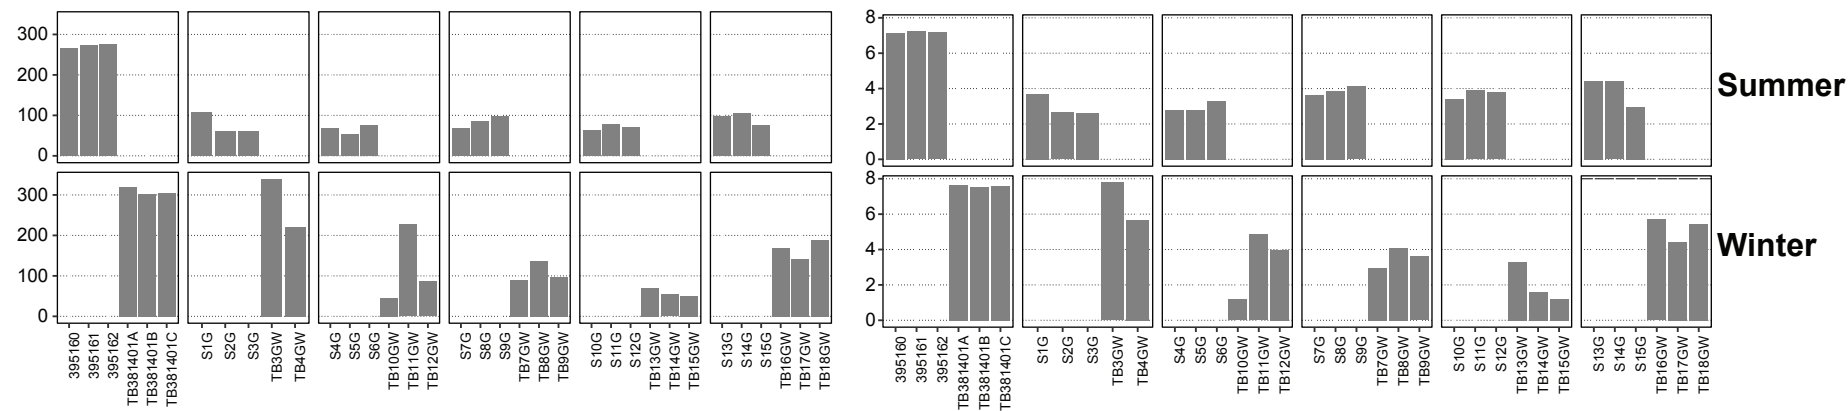 300
200
100
0
8
6
4
2
0
Summer
300
200
100
0
8
6
4
2
0
Winter
395160
395161
395162
TB381401A
TB381401B
TB381401C
S1G
S2G
S3G
TB3GW
TB4GW
S4G
S5G
S6G
TB10GW
TB11GW
TB12GW
S7G
S8G
S9G
TB7GW
TB8GW
TB9GW
S10G
S11G
S12G
TB13GW
TB14GW
TB15GW
S13G
S14G
S15G
TB16GW
TB17GW
TB18GW
395160
395161
395162
TB381401A
TB381401B
TB381401C
S1G
S2G
S3G
TB3GW
TB4GW
S4G
S5G
S6G
TB10GW
TB11GW
TB12GW
S7G
S8G
S9G
TB7GW
TB8GW
TB9GW
S10G
S11G
S12G
TB13GW
TB14GW
TB15GW
S13G
S14G
S15G
TB16GW
TB17GW
TB18GW